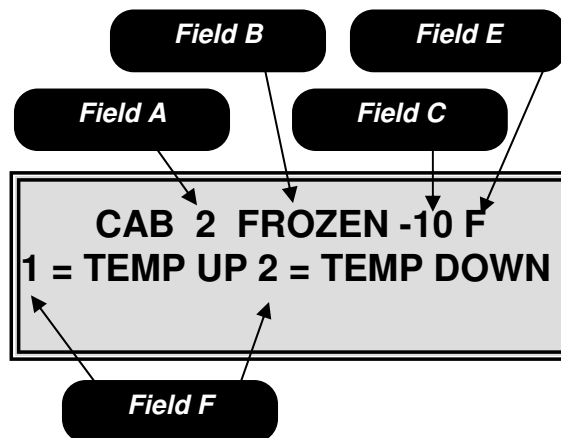 Field B
Field E
Field A
Field C
CAB 2 FROZEN -10 F
1 = TEMP UP 2 = TEMP DOWN
Field F